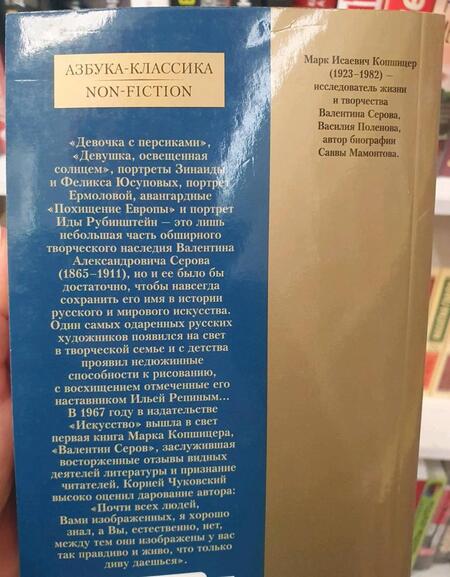 АЗБУКА-КЛАССИКА
NON-FICTION
«Девочка с персиками»,
«Девушка, освещенная
солнцем», портреты Зинаиды
и Феликса Юсуповых, портрет
Ермоловой, авангардные
«Похищение Европы» и портрет
Иды Рубинштейн — это лишь
небольшая часть обширного
творческого наследия Валентина
Александровича Серова
(1865–1911), но и ее было бы
достаточно, чтобы навсегда
сохранить его имя в истории
русского и мирового искусства.
Один самых одаренных русских
художников появился на свет
в творческой семье и с детства
проявил недюжинные
способности к рисованию,
с восхищением отмеченные его
наставником Ильей Репиным...
В 1967 году в издательстве
«Искусство» вышла в свет
первая книга Марка Копшицера,
«Валентин Серов», заслужившая
восторженные отзывы видных
деятелей литературы и признание
читателей. Корней Чуковский
высоко оценил дарование автора:
«Почти всех людей,
Вами изображенных, я хорошо
знал, а Вы, естественно, нет,
между тем они изображены у вас
так правдиво и живо, что только
диву даешься».
Марк Исаевич Копшицер
(1923–1982) —
исследователь жизни
и творчества
Валентина Серова,
Василия Поленова,
автор биографии
Саввы Мамонтова.